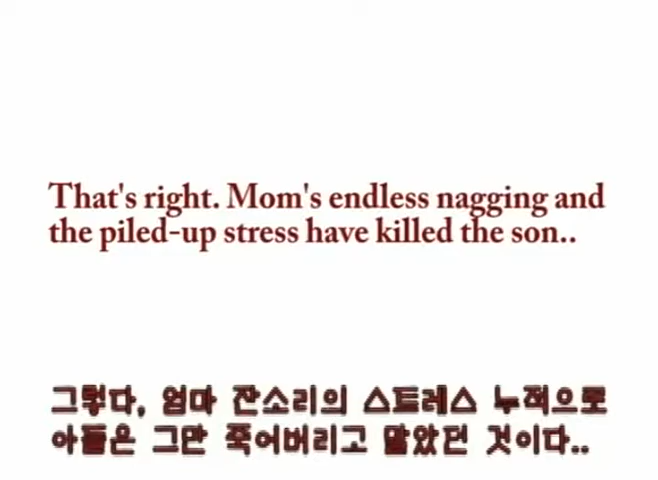 That's right. Mom's endless nagging and
the piled-up stress have killed the son..
그렇다, 엄마 잔소리의 스트레스 누적으로
아들은 그만 죽어버리고 말았던 것이다..